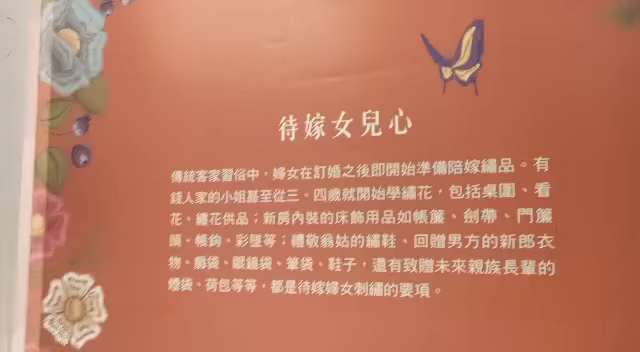 待嫁女兒心
傳統客家習俗中，婦女在訂婚之後即開始準備陪嫁繡品。有
錢人家的小姐甚至從三、四歲就開始學繡花，包括桌圍、看
花、繡花供品；新房內裝的床飾用品如帳簾、劍帶、門簾
頭、帳鉤、彩墜等；禮敬翁姑的繡鞋、回贈男方的新郎衣
物、扇袋、眼鏡袋、筆袋、鞋子，還有致贈未來親族長輩的
煙袋、荷包等等，都是待嫁婦女刺繡的要項。